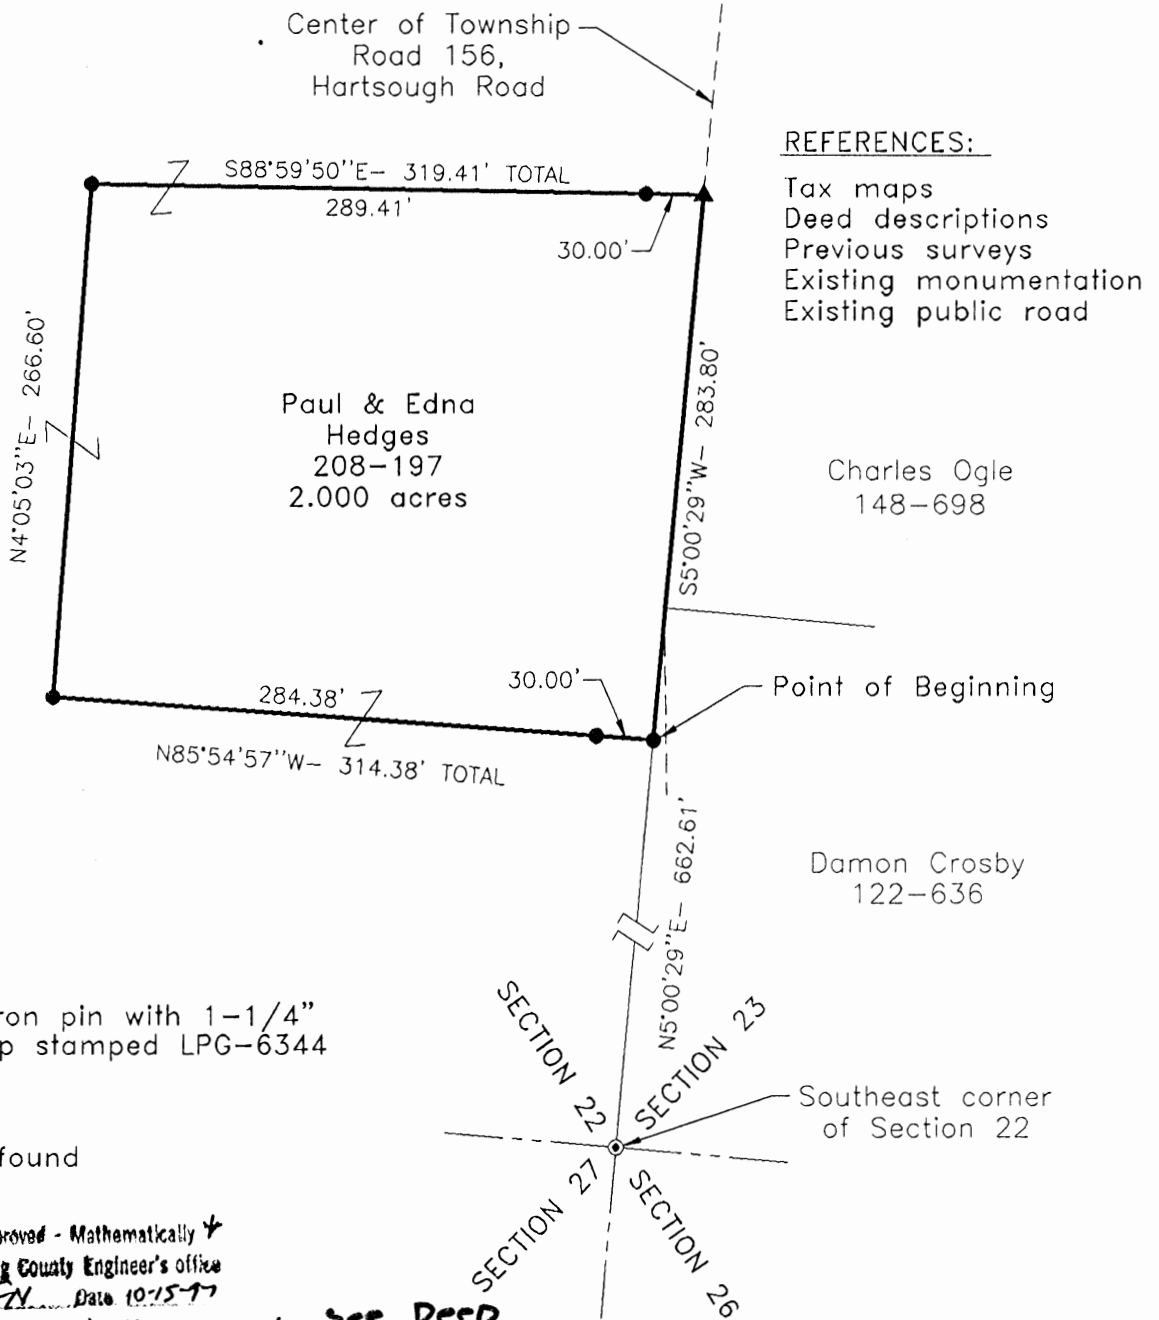 Center of Township
Road 156,
Hartsough Road
REFERENCES:
Tax maps
Deed descriptions
Previous surveys
Existing monumentation
Existing public road
S88°59'50"E- 319.41' TOTAL
289.41'
30.00'
N4°05'03"E- 266.60'
Paul & Edna
Hedges
208-197
2.000 acres
S5°00'29"W- 283.80'
Charles Ogle
148-698
30.00'
284.38'
N85°54'57"W- 314.38' TOTAL
Point of Beginning
N5°00'29"E- 662.61'
Damon Crosby
122-636
ron pin with 1-1/4"
p stamped LPG-6344
found
SECTION 22
SECTION 23
SECTION 27
SECTION 26
Southeast corner
of Section 22
roved - Mathematically
g County Engineer's office
Date 10-15-97
See DEED